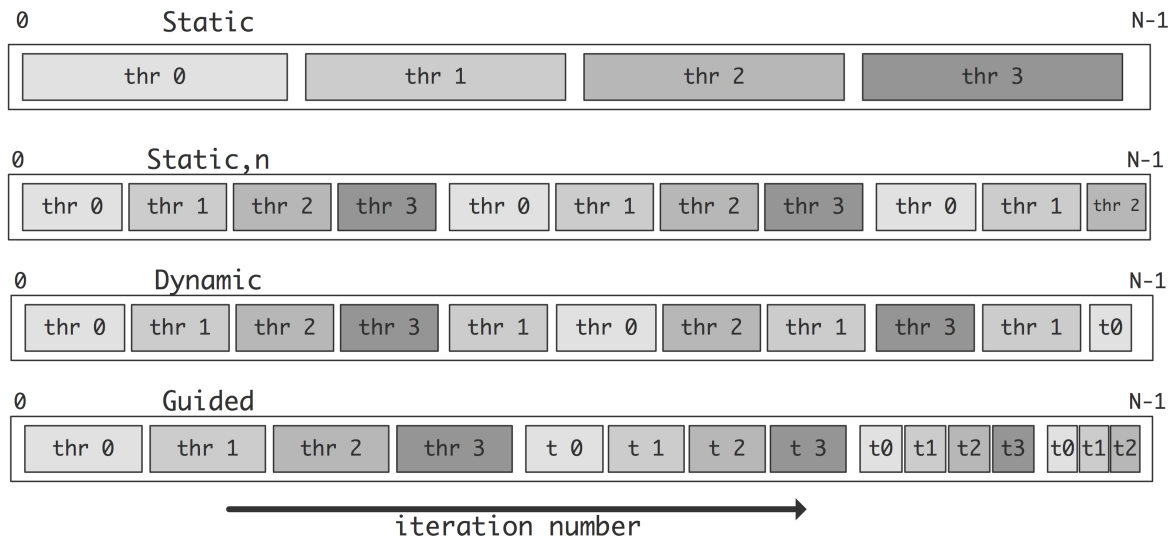 0 Static N-1
thr 0 thr 1 thr 2 thr 3
0 Static,n N-1
thr 0 thr 1 thr 2 thr 3 thr 0 thr 1 thr 2 thr 3 thr 0 thr 1 thr 2
0 Dynamic N-1
thr 0 thr 1 thr 2 thr 3 thr 1 thr 0 thr 2 thr 1 thr 3 thr 1 t0
0 Guided N-1
thr 0 thr 1 thr 2 thr 3 t 0 t 1 t 2 t 3 t0 t1 t2 t3 t0 t1 t2
iteration number